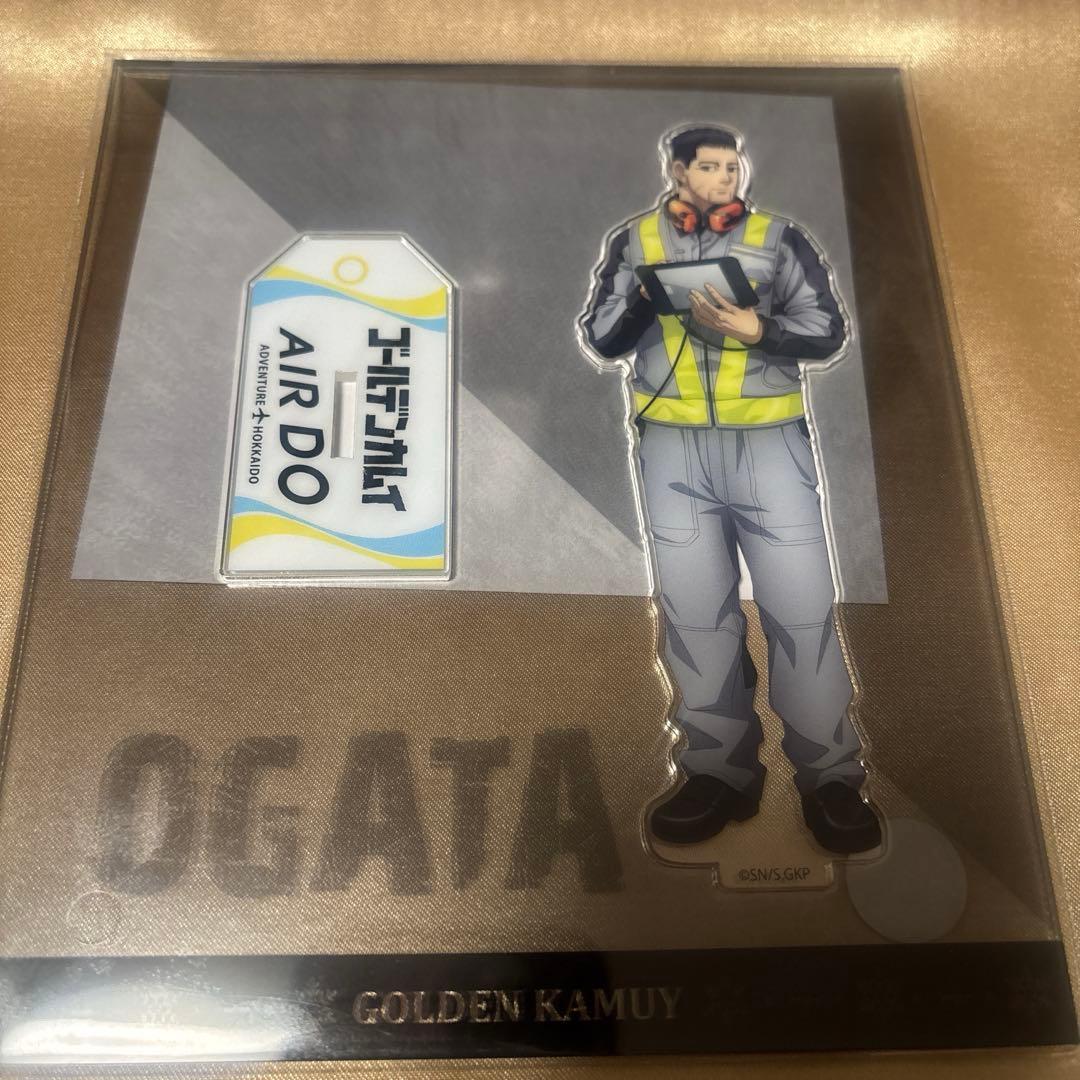 ゴールデンカムイ
AIR DO
ADVENTURE HOKKAIDO
©SN/S,GKP
OGATA
GOLDEN KAMUY